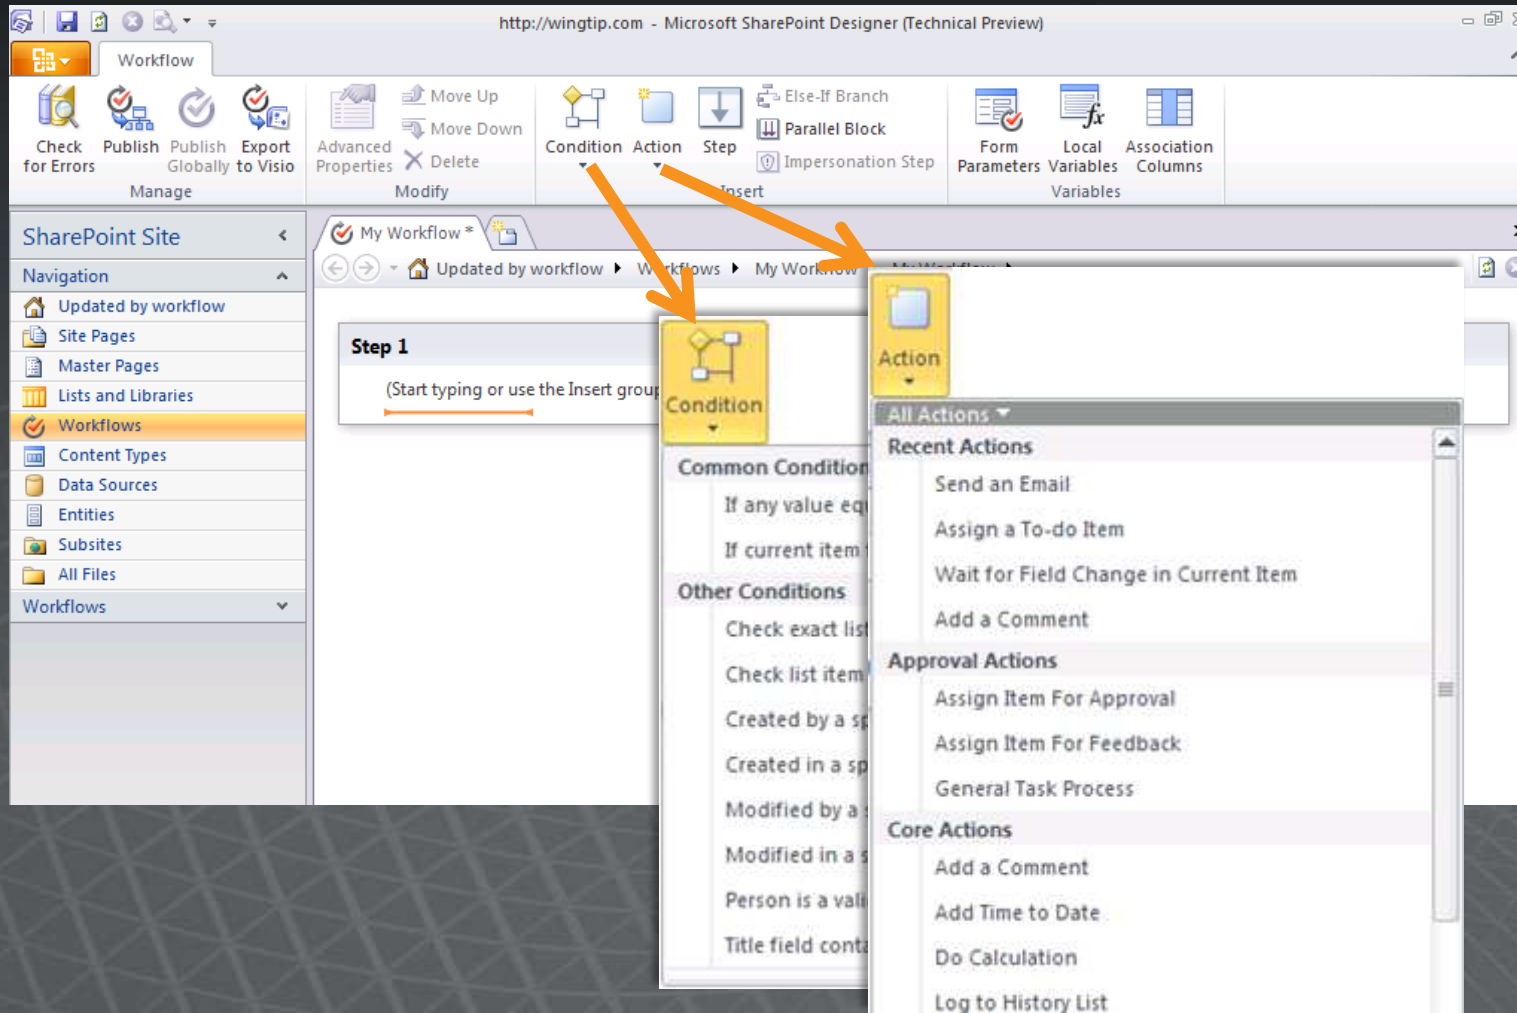 http://wingtip.com - Microsoft SharePoint Designer (Technical Preview)
Workflow
Check for Errors
Publish
Publish Globally
Export to Visio
Manage
Advanced Properties
Move Up
Move Down
Delete
Modify
Condition
Action
Step
Else-If Branch
Parallel Block
Impersonation Step
Insert
Form Parameters
Local Variables
Association Columns
Variables
SharePoint Site
Navigation
Updated by workflow
Site Pages
Master Pages
Lists and Libraries
Workflows
Content Types
Data Sources
Entities
Subsites
All Files
Workflows
My Workflow *
Updated by workflow
Workflows
My Workflow
My Workflow
Step 1
(Start typing or use the Insert group
Condition
Common Condition
If any value equ
If current item
Other Conditions
Check exact list
Check list item
Created by a sp
Created in a sp
Modified by a s
Modified in a s
Person is a vali
Title field conta
Action
All Actions
Recent Actions
Send an Email
Assign a To-do Item
Wait for Field Change in Current Item
Add a Comment
Approval Actions
Assign Item For Approval
Assign Item For Feedback
General Task Process
Core Actions
Add a Comment
Add Time to Date
Do Calculation
Log to History List